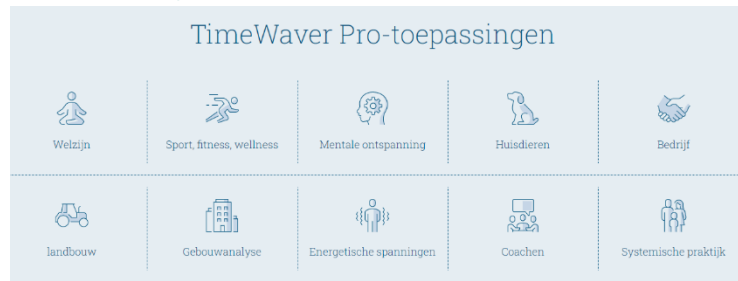 TimeWaver Pro-toepassingen
Welzijn
Sport, fitness, wellness
Mentale ontspanning
Huisdieren
Bedrijf
landbouw
Gebouwanalyse
Energetische spanningen
Coachen
Systemische praktijk